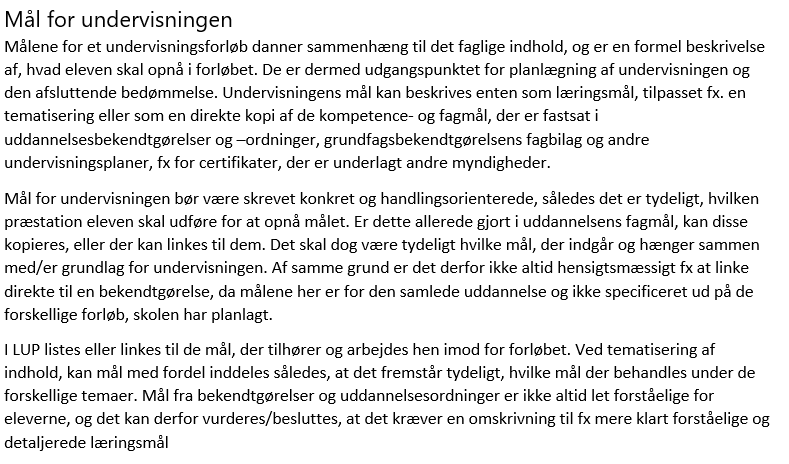 Mål for undervisningen
Målene for et undervisningsforløb danner sammenhæng til det faglige indhold, og er en formel beskrivelse
af, hvad eleven skal opnå i forløbet. De er dermed udgangspunktet for planlægning af undervisningen og
den afsluttende bedømmelse. Undervisningens mål kan beskrives enten som læringsmål, tilpasset fx. en
tematisering eller som en direkte kopi af de kompetence- og fagmål, der er fastsat i
uddannelsesbekendtgørelser og –ordninger, grundfagsbekendtgørelsens fagbilag og andre
undervisningsplaner, fx for certifikater, der er underlagt andre myndigheder.
Mål for undervisningen bør være skrevet konkret og handlingsorienterede, således det er tydeligt, hvilken
præstation eleven skal udføre for at opnå målet. Er dette allerede gjort i uddannelsens fagmål, kan disse
kopieres, eller der kan linkes til dem. Det skal dog være tydeligt hvilke mål, der indgår og hænger sammen
med/er grundlag for undervisningen. Af samme grund er det derfor ikke altid hensigtsmæssigt fx at linke
direkte til en bekendtgørelse, da målene her er for den samlede uddannelse og ikke specificeret ud på de
forskellige forløb, skolen har planlagt.
I LUP listes eller linkes til de mål, der tilhører og arbejdes hen imod for forløbet. Ved tematisering af
indhold, kan mål med fordel inddeles således, at det fremstår tydeligt, hvilke mål der behandles under de
forskellige temaer. Mål fra bekendtgørelser og uddannelsesordninger er ikke altid let forståelige for
eleverne, og det kan derfor vurderes/besluttes, at det kræver en omskrivning til fx mere klart forståelige og
detaljerede læringsmål